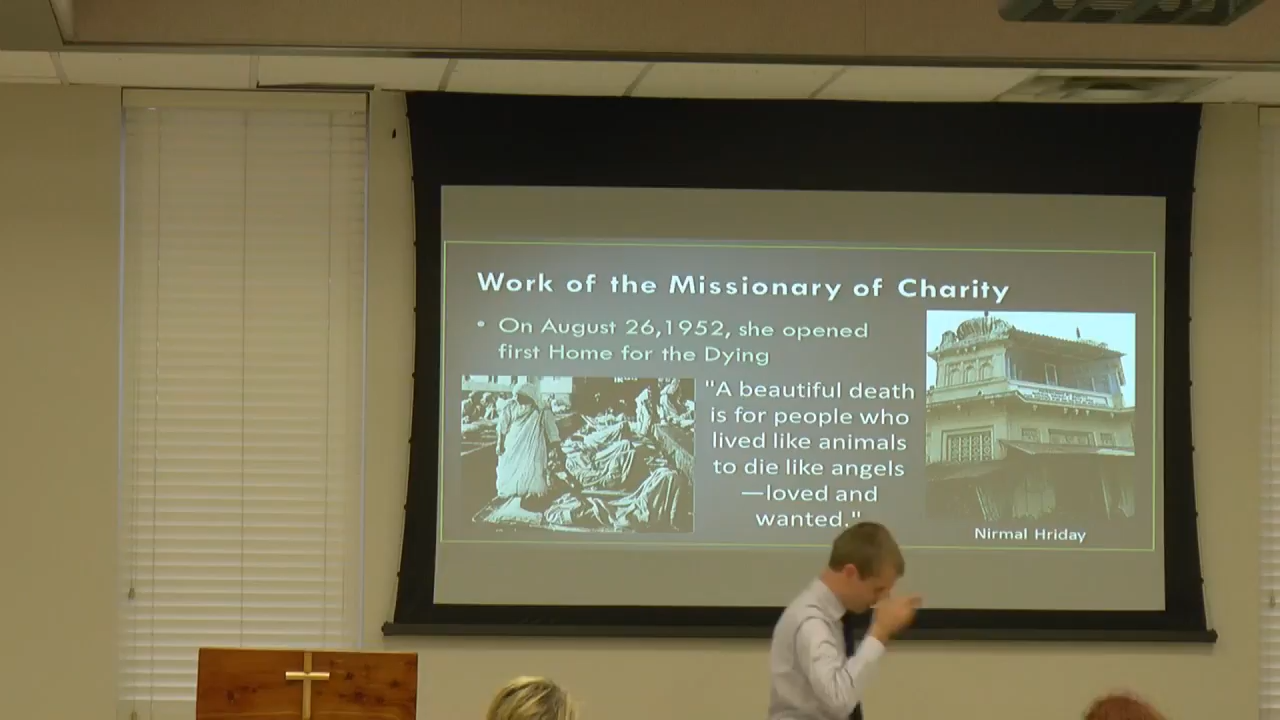 Work of the Missionary of Charity
• On August 26,1952, she opened
first Home for the Dying
"A beautiful death
is for people who
lived like animals
to die like angels
—loved and
wanted."
Nirmal Hriday